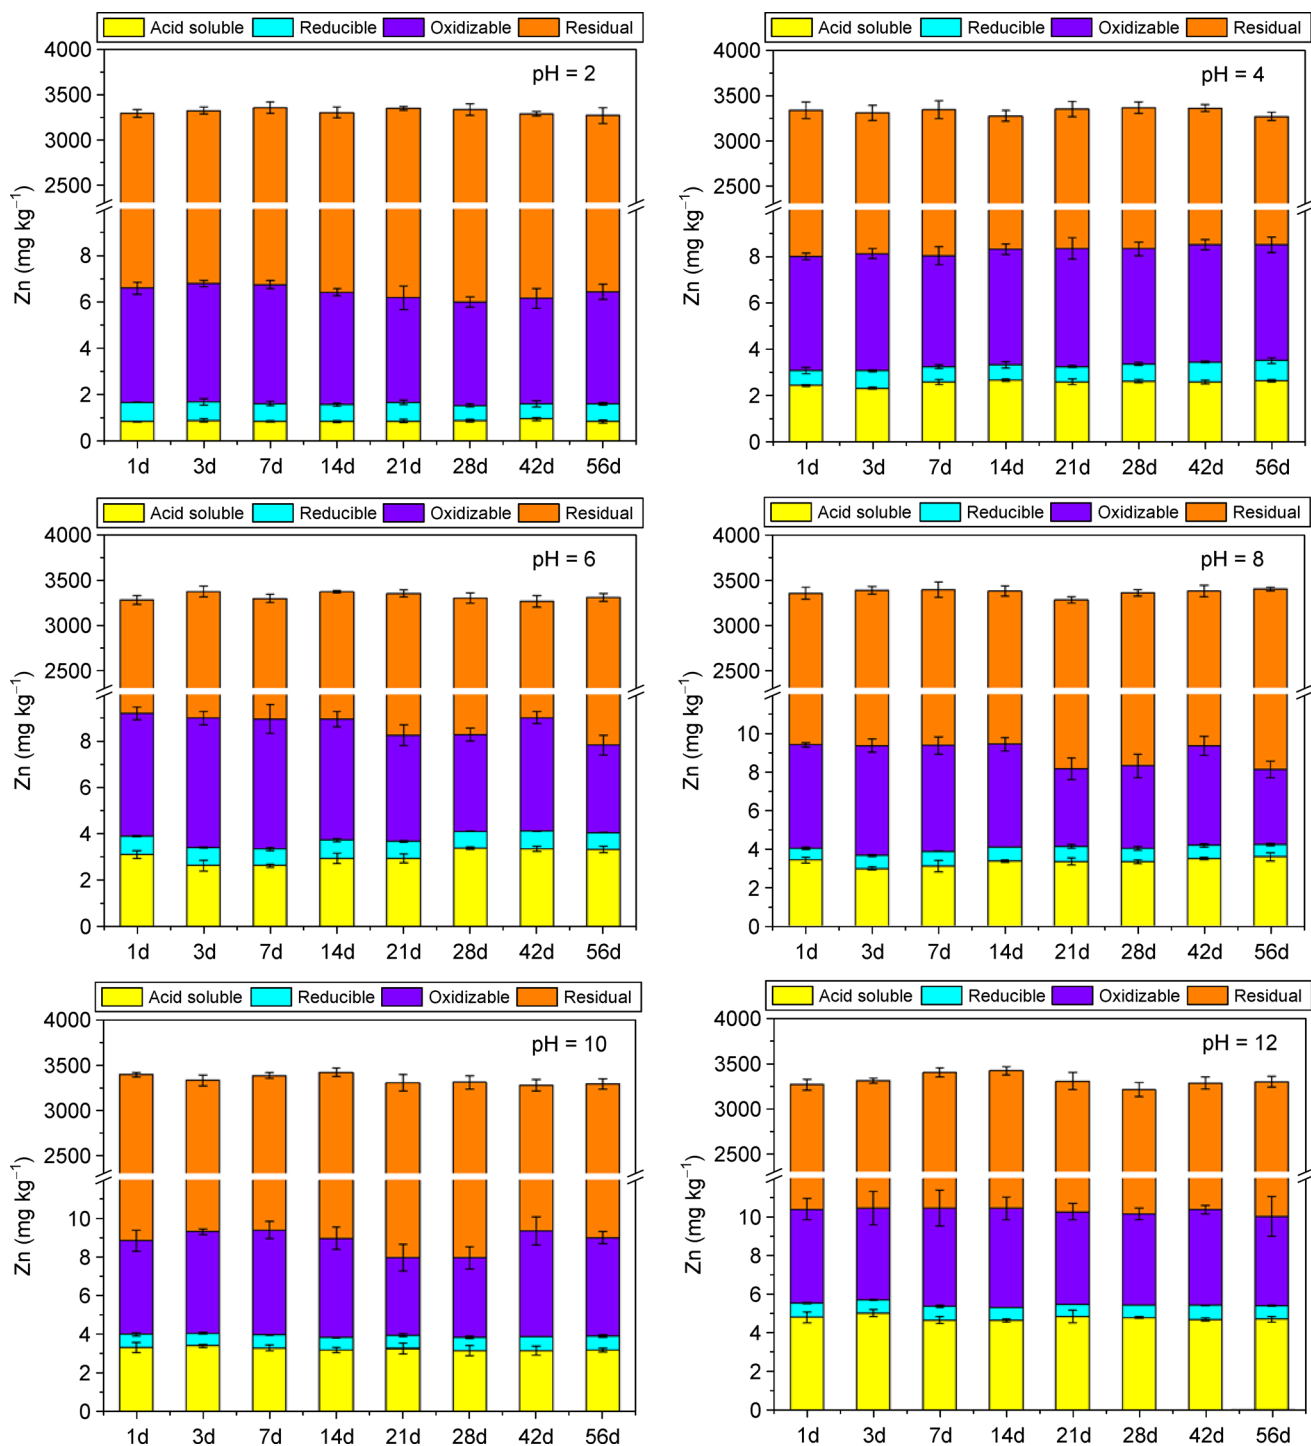 Acid soluble Reducible Oxidizable Residual
pH = 2
Zn (mg kg⁻¹)
4000
3500
3000
2500
8
6
4
2
0
1d 3d 7d 14d 21d 28d 42d 56d
Acid soluble Reducible Oxidizable Residual
pH = 4
Zn (mg kg⁻¹)
4000
3500
3000
2500
8
6
4
2
0
1d 3d 7d 14d 21d 28d 42d 56d
Acid soluble Reducible Oxidizable Residual
pH = 6
Zn (mg kg⁻¹)
4000
3500
3000
2500
8
6
4
2
0
1d 3d 7d 14d 21d 28d 42d 56d
Acid soluble Reducible Oxidizable Residual
pH = 8
Zn (mg kg⁻¹)
4000
3500
3000
2500
10
8
6
4
2
0
1d 3d 7d 14d 21d 28d 42d 56d
Acid soluble Reducible Oxidizable Residual
pH = 10
Zn (mg kg⁻¹)
4000
3500
3000
2500
10
8
6
4
2
0
1d 3d 7d 14d 21d 28d 42d 56d
Acid soluble Reducible Oxidizable Residual
pH = 12
Zn (mg kg⁻¹)
4000
3500
3000
2500
10
8
6
4
2
0
1d 3d 7d 14d 21d 28d 42d 56d